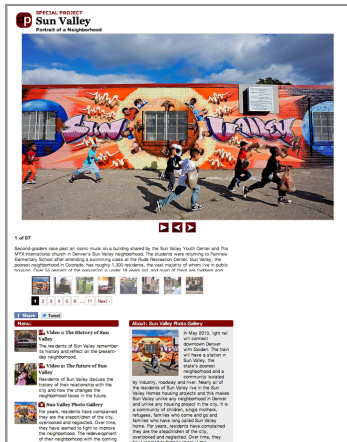 SPECIAL PROJECT
Sun Valley
Portrait of a Neighborhood
SUN VALLEY
1 of 87
Second-graders race past an iconic mural on a building shared by the Sun Valley Youth Center and The
MYX International church in Denver's Sun Valley neighborhood. The students were returning to Fairview
Elementary School after attending a swimming class at the Rude Recreation Center. Sun Valley, the
poorest neighborhood in Colorado, has roughly 1,300 residents, the vast majority of whom live in public
housing. Over 55 percent of the population is under 18 years old, and most of them are toddlers and
1 2 3 4 5 6 ... 11 Next ›
Share Tweet
Menu:
Video 1: The History of Sun
Valley
The residents of Sun Valley remember
its history and reflect on the present-
day neighborhood.
Video 2: The future of Sun
Valley
Residents of Sun Valley discuss the
history of their relationship with the
city and how the changes the
neighborhood faces in the future.
Sun Valley Photo Gallery
For years, residents have complained
they are the stepchildren of the city,
overlooked and neglected. Over time,
they have learned to fight to improve
the neighborhood. The redevelopment
of their neighborhood with the coming
About: Sun Valley Photo Gallery
In May 2013, light rail
will connect
downtown Denver
with Golden. The train
will have a station in
Sun Valley, the
state's poorest
neighborhood and a
community isolated
by industry, roadway and river. Nearly all of
the residents of Sun Valley live in the Sun
Valley Homes housing projects and this makes
Sun Valley unlike any neighborhood in Denver
and unlike any housing project in the city. It is
a community of children, single mothers,
refugees, families who come and go and
families who have long called Sun Valley
home. For years, residents have complained
they are the stepchildren of the city,
overlooked and neglected. Over time, they